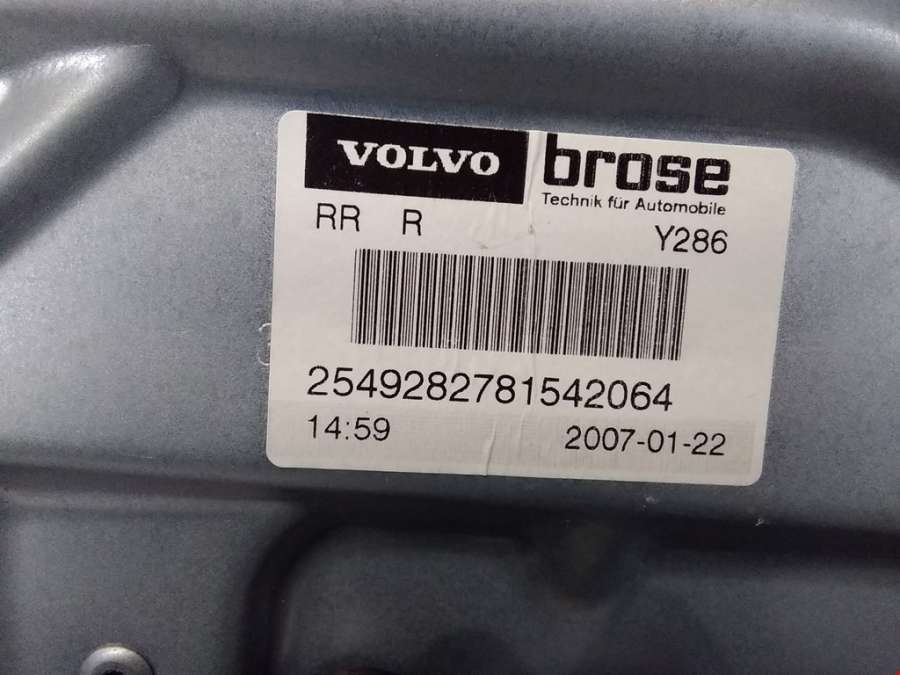 VOLVO brose
Technik für Automobile
RR R Y286
2549282781542064
14:59 2007-01-22